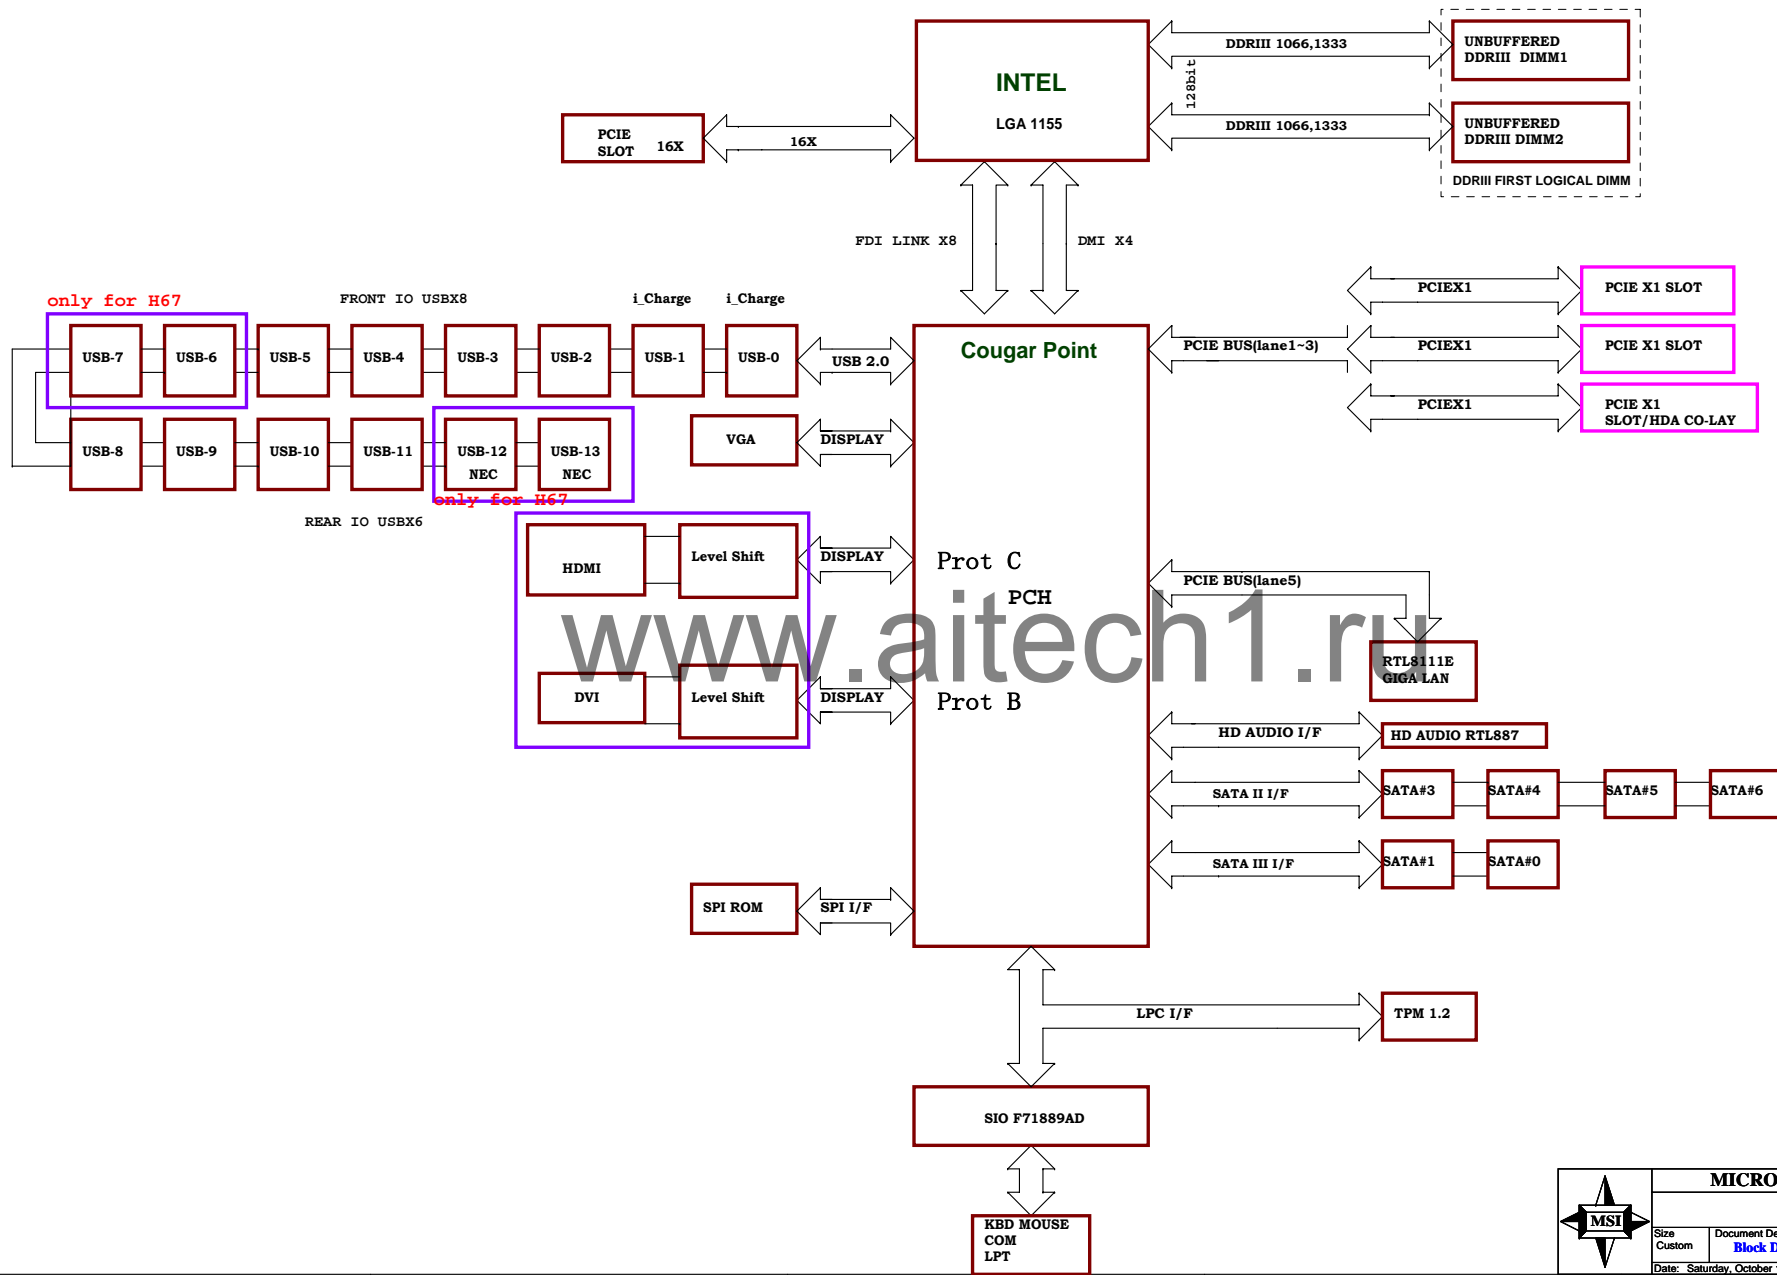 INTEL
LGA 1155
DDRIII 1066,1333
128bit
DDRIII 1066,1333
UNBUFFERED
DDRIII DIMM1
UNBUFFERED
DDRIII DIMM2
DDRIII FIRST LOGICAL DIMM
PCIE
SLOT 16X
16X
FDI LINK X8
DMI X4
only for H67
FRONT IO USBX8
i_Charge
i_Charge
USB-7
USB-6
USB-5
USB-4
USB-3
USB-2
USB-1
USB-0
USB 2.0
Cougar Point
PCIE BUS(lane1~3)
PCIEX1
PCIE X1 SLOT
PCIEX1
PCIE X1 SLOT
PCIEX1
PCIE X1
SLOT/HDA CO-LAY
USB-8
USB-9
USB-10
USB-11
USB-12
NEC
USB-13
NEC
only for H67
REAR IO USBX6
VGA
DISPLAY
HDMI
Level Shift
DISPLAY
Prot C
PCH
PCIE BUS(lane5)
RTL8111E
GIGA LAN
www.aitech1.ru
DVI
Level Shift
DISPLAY
Prot B
HD AUDIO I/F
HD AUDIO RTL887
SATA II I/F
SATA#3
SATA#4
SATA#5
SATA#6
SATA III I/F
SATA#1
SATA#0
SPI ROM
SPI I/F
LPC I/F
TPM 1.2
SIO F71889AD
KBD MOUSE
COM
LPT
MSI
MICRO
Size
Custom
Document De
Block D
Date: Saturday, October